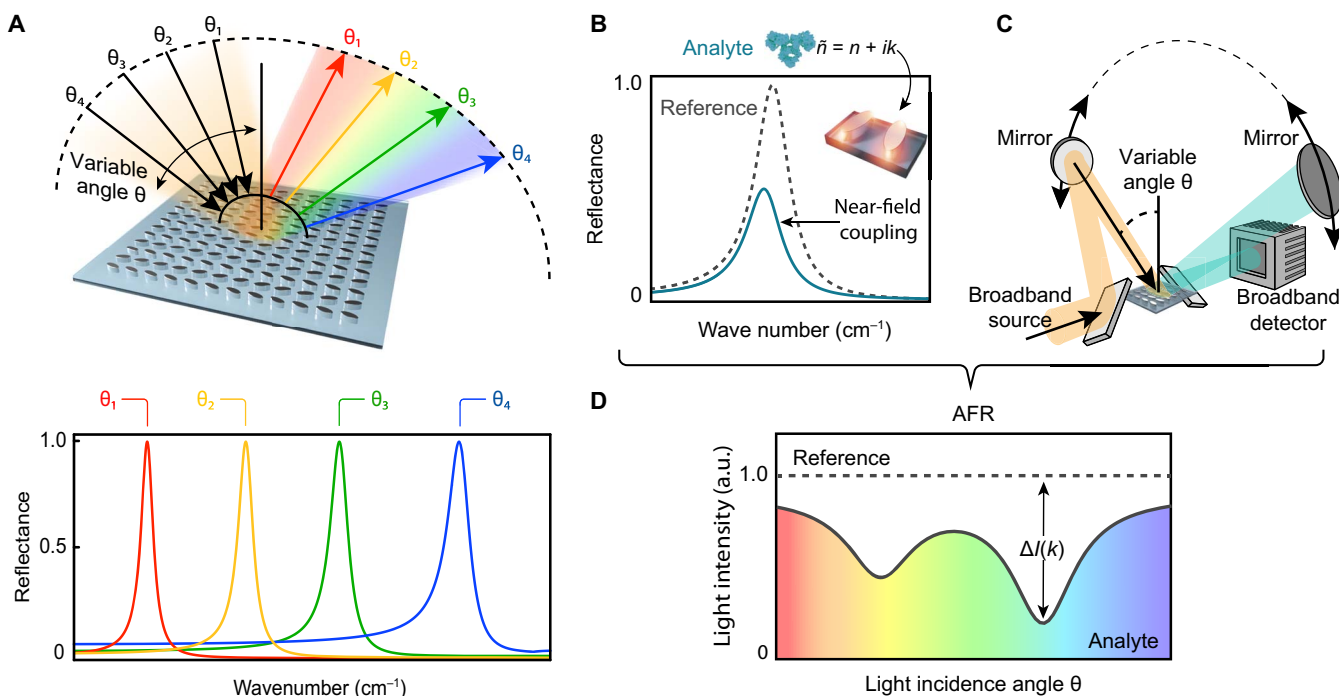 A
θ₁
θ₂
θ₃
θ₄
Variable
angle θ
θ₁
θ₂
θ₃
θ₄
θ₁
θ₂
θ₃
θ₄
1.0
0.5
0
Reflectance
Wavenumber (cm⁻¹)
B
Analyte
ñ = n + ik
1.0
Reference
Near-field
coupling
0
Reflectance
Wave number (cm⁻¹)
C
Mirror
Variable
angle θ
Mirror
Broadband
source
Broadband
detector
D
AFR
Reference
1.0
ΔI(k)
Analyte
0
Light intensity (a.u.)
Light incidence angle θ